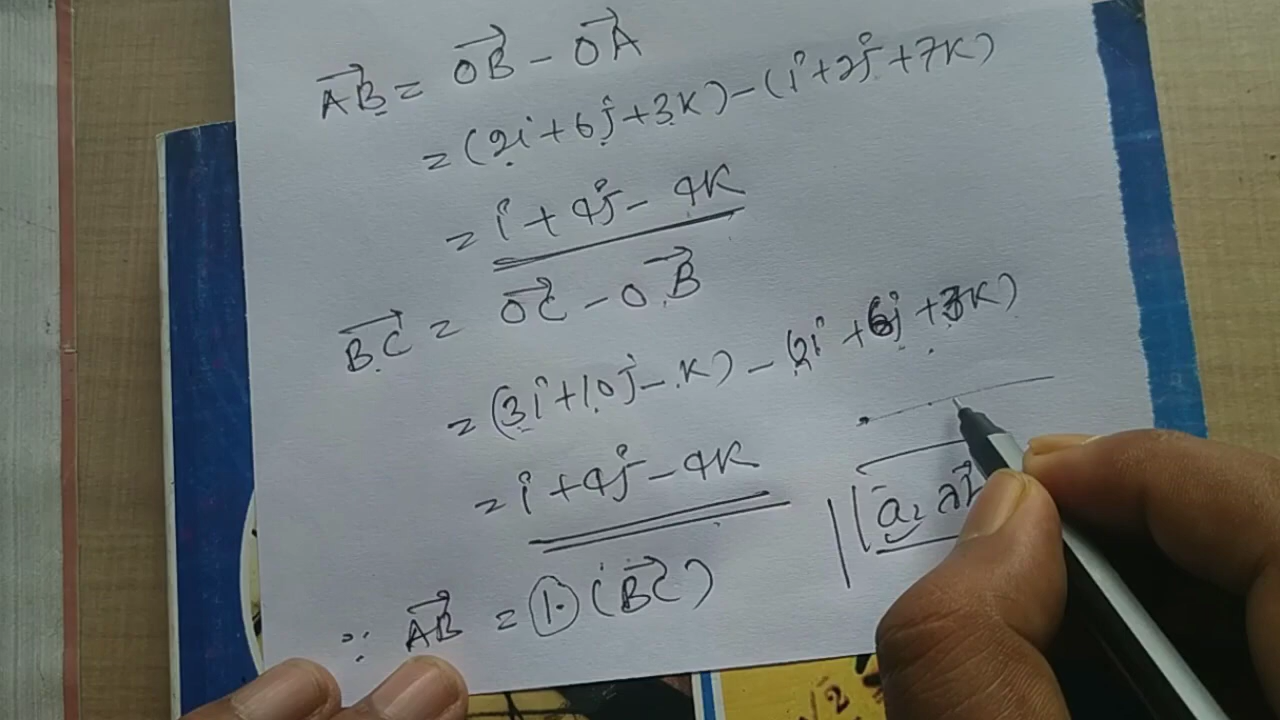 AB⃗ = OB⃗ - OA⃗
= (2i + 6j + 3k) - (i + 2j + 7k)
= i + 4j - 4k
BC⃗ = OC⃗ - OB⃗
= (3i + 10j - k) - (2i + 6j + 3k)
= i + 4j - 4k
∵ AB⃗ = 1. (BC⃗)
a⃗ = λ
√2